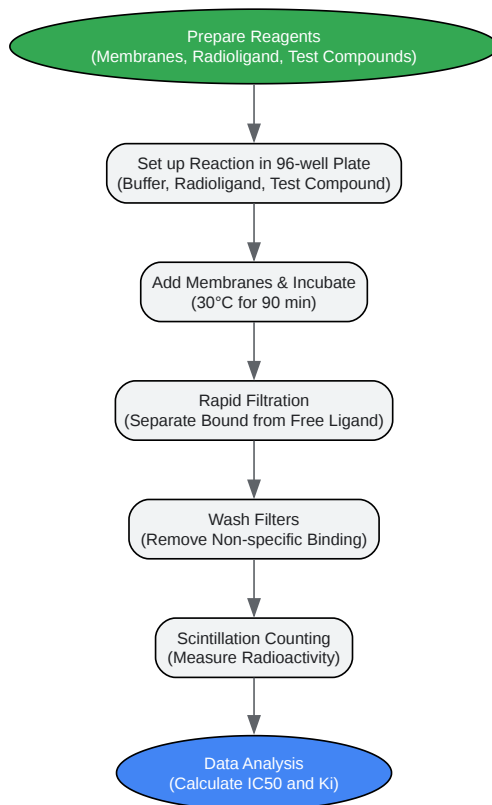 Prepare Reagents
(Membranes, Radioligand, Test Compounds)
Set up Reaction in 96-well Plate
(Buffer, Radioligand, Test Compound)
Add Membranes & Incubate
(30°C for 90 min)
Rapid Filtration
(Separate Bound from Free Ligand)
Wash Filters
(Remove Non-specific Binding)
Scintillation Counting
(Measure Radioactivity)
Data Analysis
(Calculate IC50 and Ki)